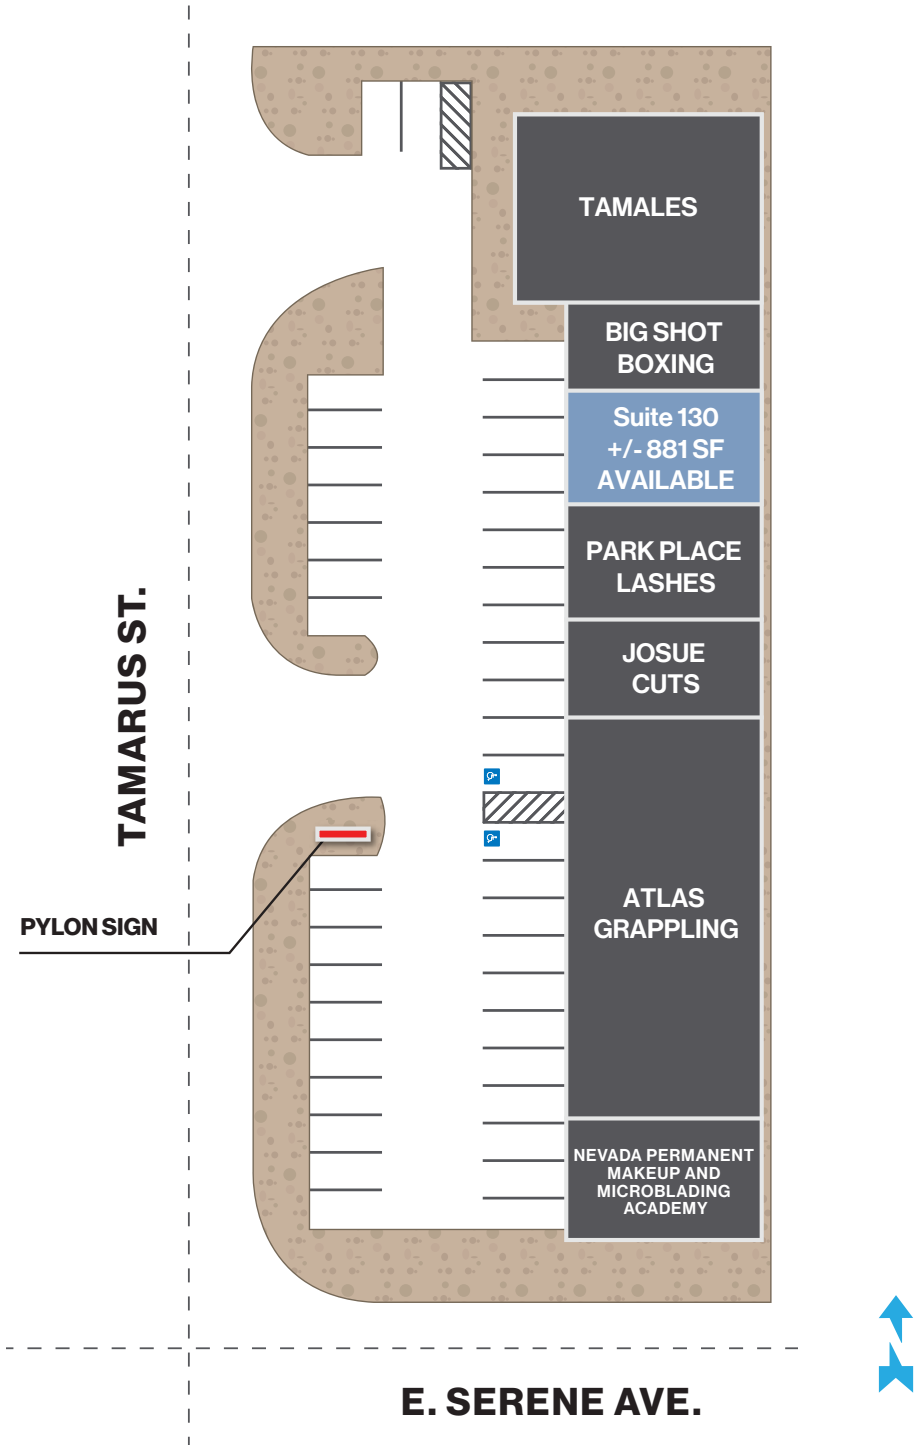 TAMALES
BIG SHOT
BOXING
Suite 130
+/- 881 SF
AVAILABLE
PARK PLACE
LASHES
JOSUE
CUTS
TAMARUS ST.
ATLAS
GRAPPLING
PYLON SIGN
NEVADA PERMANENT
MAKEUP AND
MICROBLADING
ACADEMY
E. SERENE AVE.